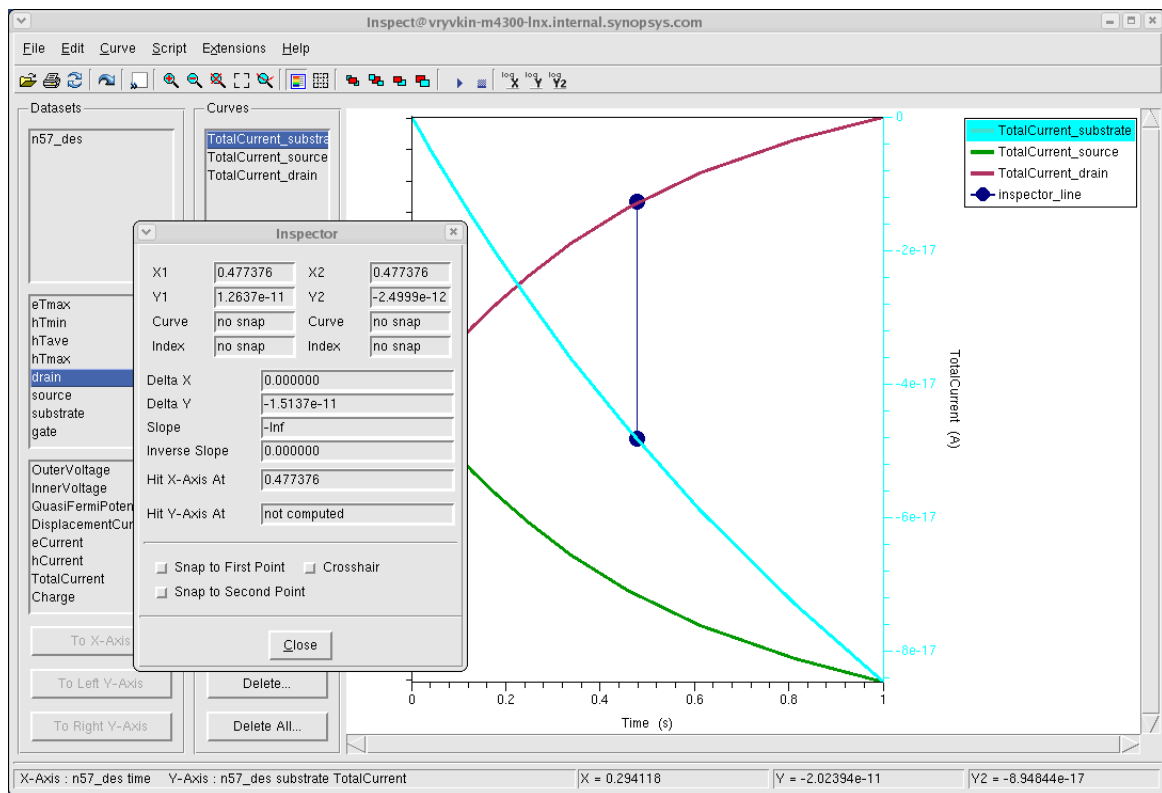 Inspect@vryvkin-m4300-lnx.internal.synopsys.com
File Edit Curve Script Extensions Help
log X log Y log Y2
Datasets
n57_des
Curves
TotalCurrent_substra
TotalCurrent_source
TotalCurrent_drain
eTmax
hTmin
hTave
hTmax
drain
source
substrate
gate
OuterVoltage
InnerVoltage
QuasiFermiPoten
DisplacementCur
eCurrent
hCurrent
TotalCurrent
Charge
To X-Axis
To Left Y-Axis
To Right Y-Axis
Delete...
Delete All...
Inspector
X1 0.477376 X2 0.477376
Y1 1.2637e-11 Y2 -2.4999e-12
Curve no snap Curve no snap
Index no snap Index no snap
Delta X 0.000000
Delta Y -1.5137e-11
Slope -Inf
Inverse Slope 0.000000
Hit X-Axis At 0.477376
Hit Y-Axis At not computed
Snap to First Point Crosshair
Snap to Second Point
Close
TotalCurrent_substrate
TotalCurrent_source
TotalCurrent_drain
inspector_line
0
-2e-17
-4e-17
-6e-17
-8e-17
TotalCurrent (A)
0 0.2 0.4 0.6 0.8 1
Time (s)
X-Axis : n57_des time Y-Axis : n57_des substrate TotalCurrent X = 0.294118 Y = -2.02394e-11 Y2 = -8.94844e-17